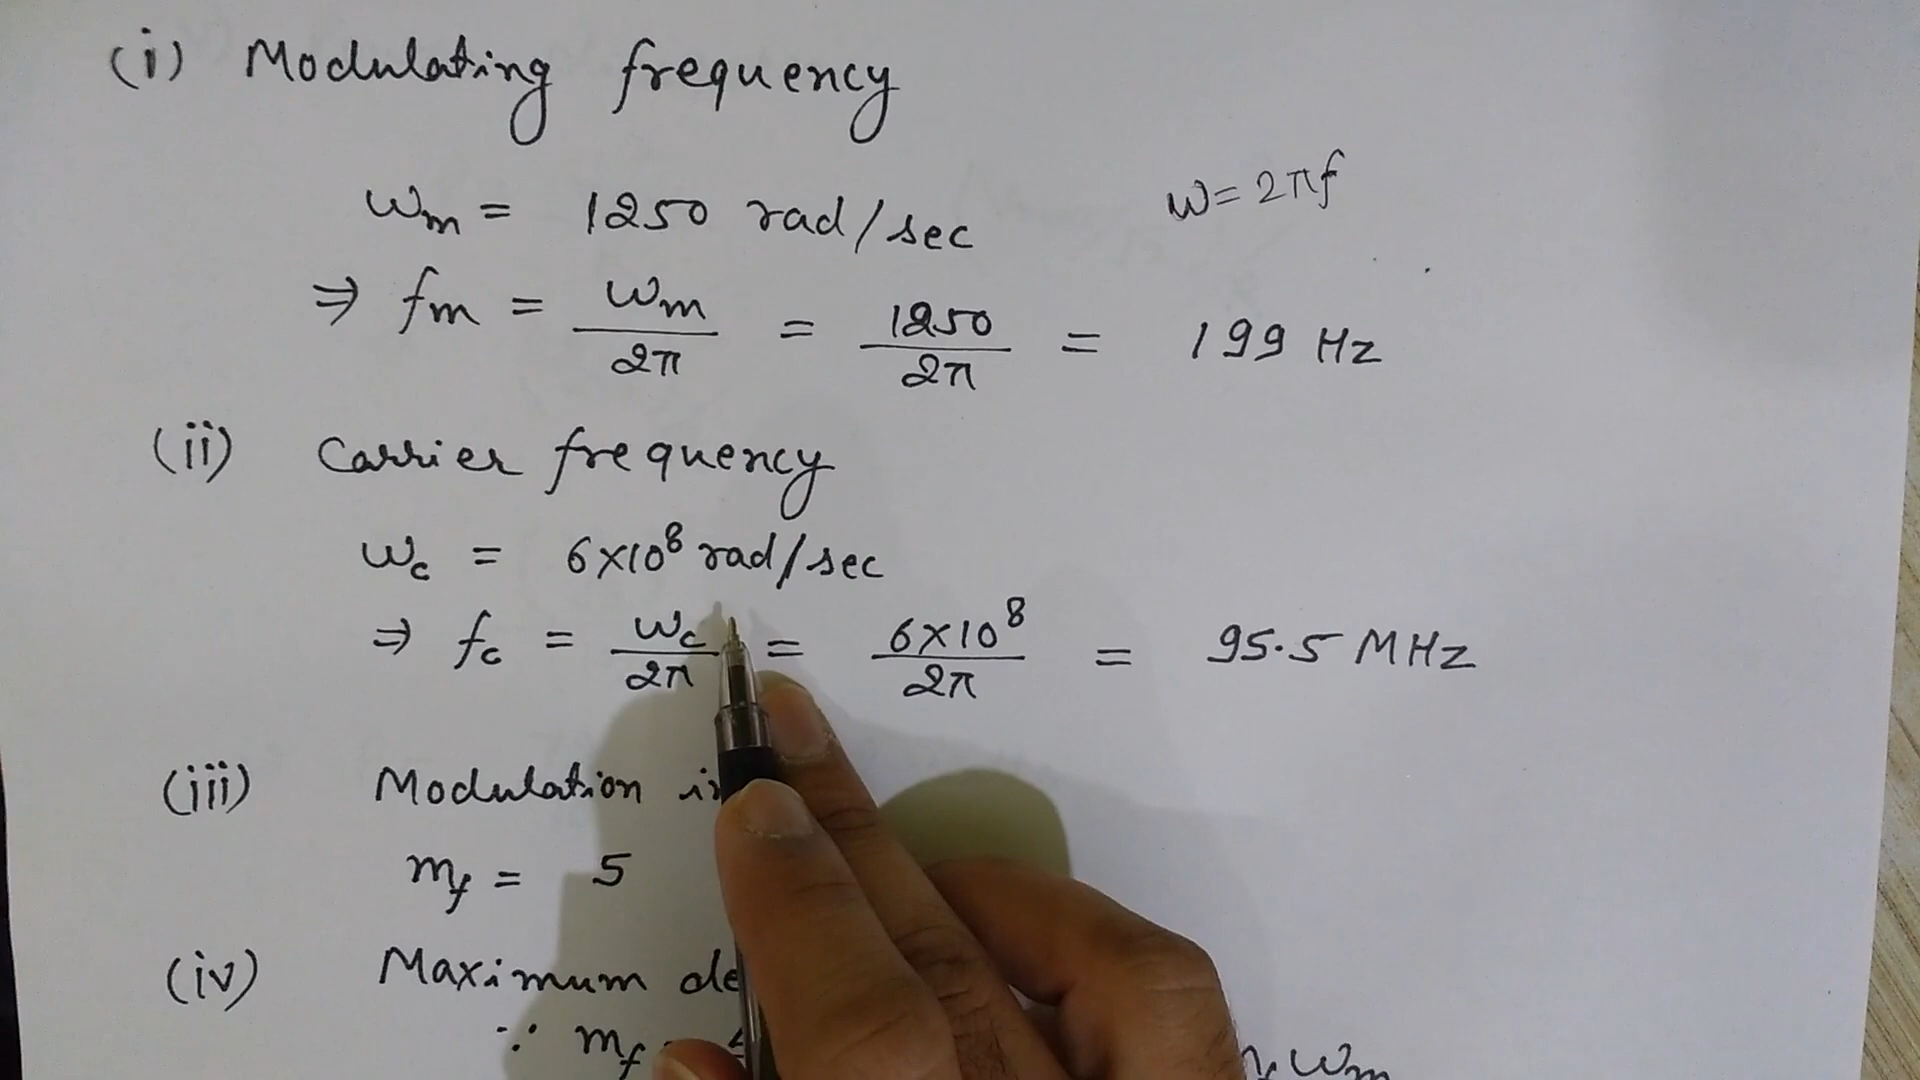 (i) Modulating frequency
ωm = 1250 rad/sec
ω = 2πf
⇒ fm = ωm/2π = 1250/2π = 199 Hz
(ii) Carrier frequency
ωc = 6×10⁸ rad/sec
⇒ fc = ωc/2π = 6×10⁸/2π = 95.5 MHz
(iii) Modulation
mf = 5
(iv) Maximum
∵ mf ωm